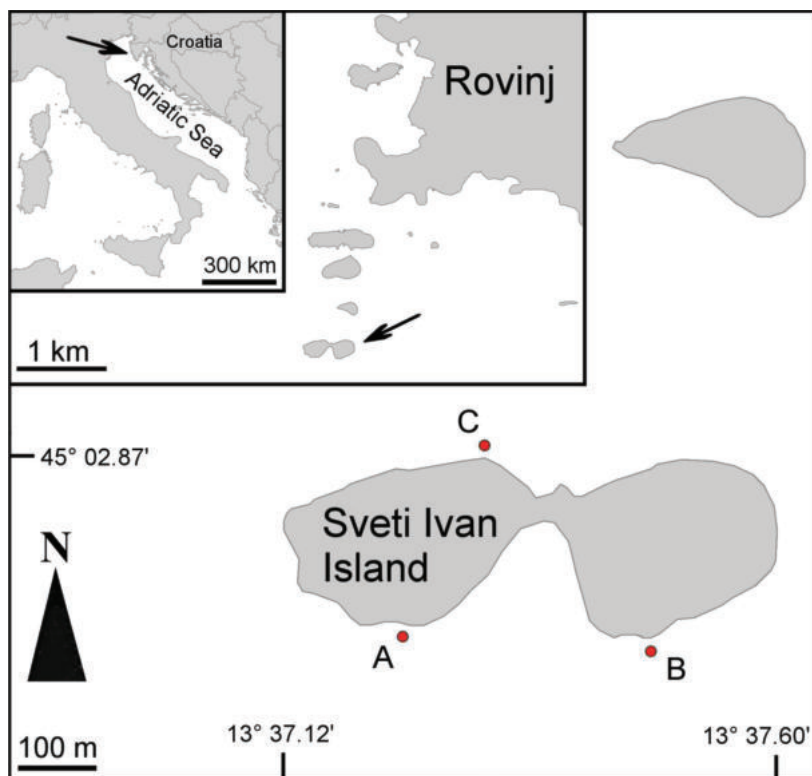 Croatia
Adriatic Sea
300 km
Rovinj
1 km
C
45° 02.87'
Sveti Ivan
Island
N
A
B
100 m
13° 37.12'
13° 37.60'